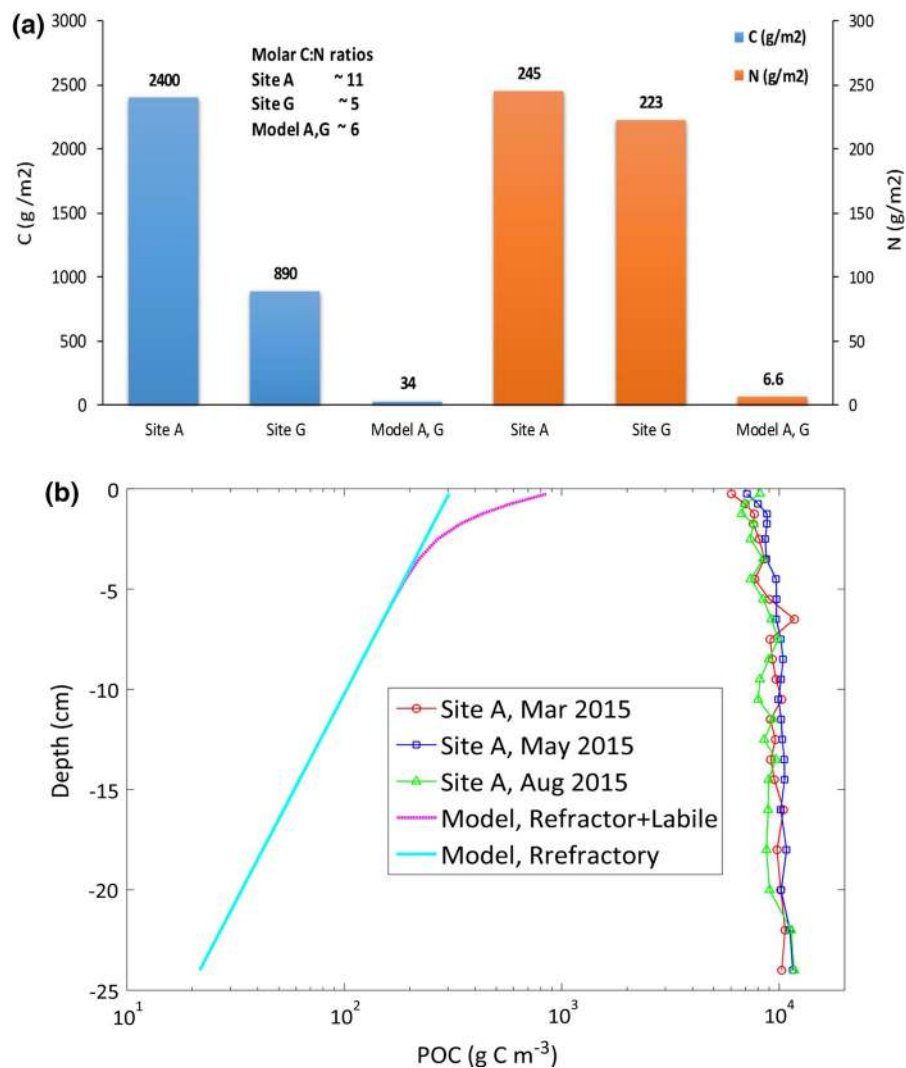 (a)
3000
2500
2000
1500
1000
500
0
C (g /m2)
2400
890
34
245
223
6.6
Molar C:N ratios
Site A ~ 11
Site G ~ 5
Model A,G ~ 6
C (g/m2)
N (g/m2)
300
250
200
150
100
50
0
N (g/m2)
Site A
Site G
Model A, G
Site A
Site G
Model A, G
(b)
0
-5
-10
-15
-20
-25
Depth (cm)
Site A, Mar 2015
Site A, May 2015
Site A, Aug 2015
Model, Refractor+Labile
Model, Rrefractory
10¹
10²
10³
10⁴
POC (g C m⁻³)